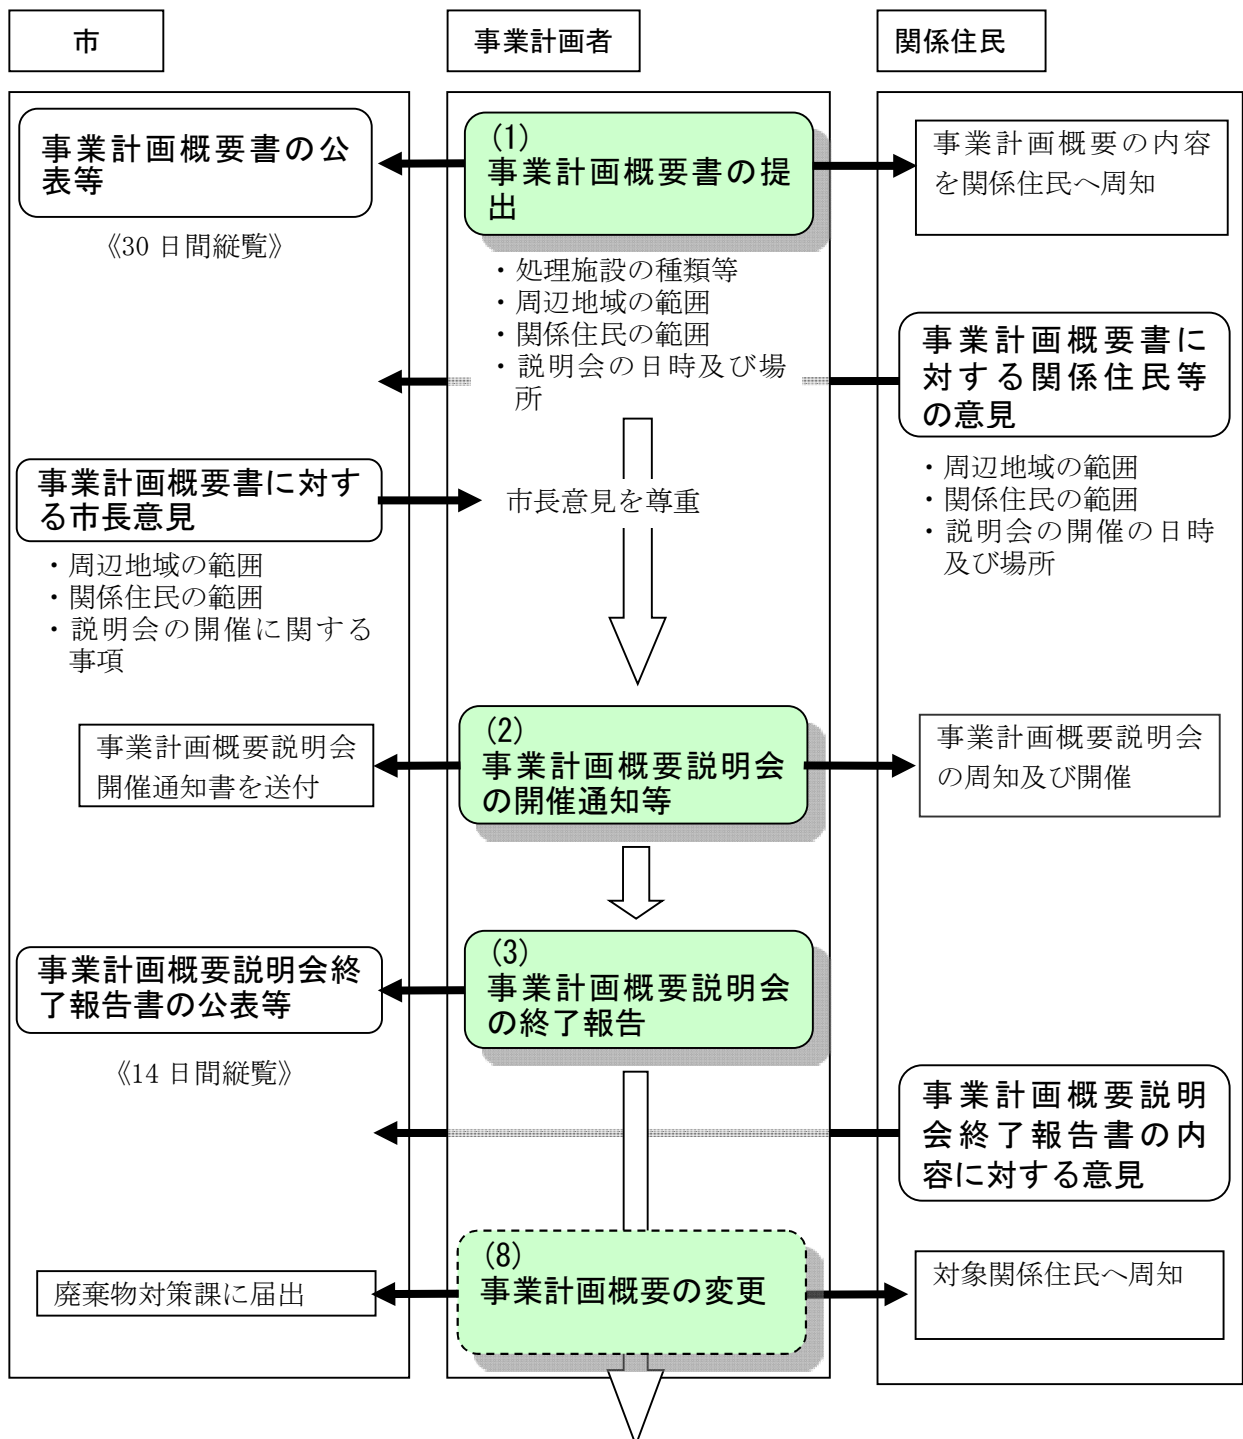 市
事業計画者
関係住民
事業計画概要書の公
表等
《30 日間縦覧》
(1)
事業計画概要書の提
出
・処理施設の種類等
・周辺地域の範囲
・関係住民の範囲
・説明会の日時及び場
所
事業計画概要の内容
を関係住民へ周知
事業計画概要書に
対する関係住民等
の意見
・周辺地域の範囲
・関係住民の範囲
・説明会の開催の日時
及び場所
事業計画概要書に対す
る市長意見
・周辺地域の範囲
・関係住民の範囲
・説明会の開催に関する
事項
市長意見を尊重
事業計画概要説明会
開催通知書を送付
(2)
事業計画概要説明会
の開催通知等
事業計画概要説明会
の周知及び開催
事業計画概要説明会終
了報告書の公表等
《14 日間縦覧》
(3)
事業計画概要説明会
の終了報告
事業計画概要説明
会終了報告書の内
容に対する意見
廃棄物対策課に届出
(8)
事業計画概要の変更
対象関係住民へ周知